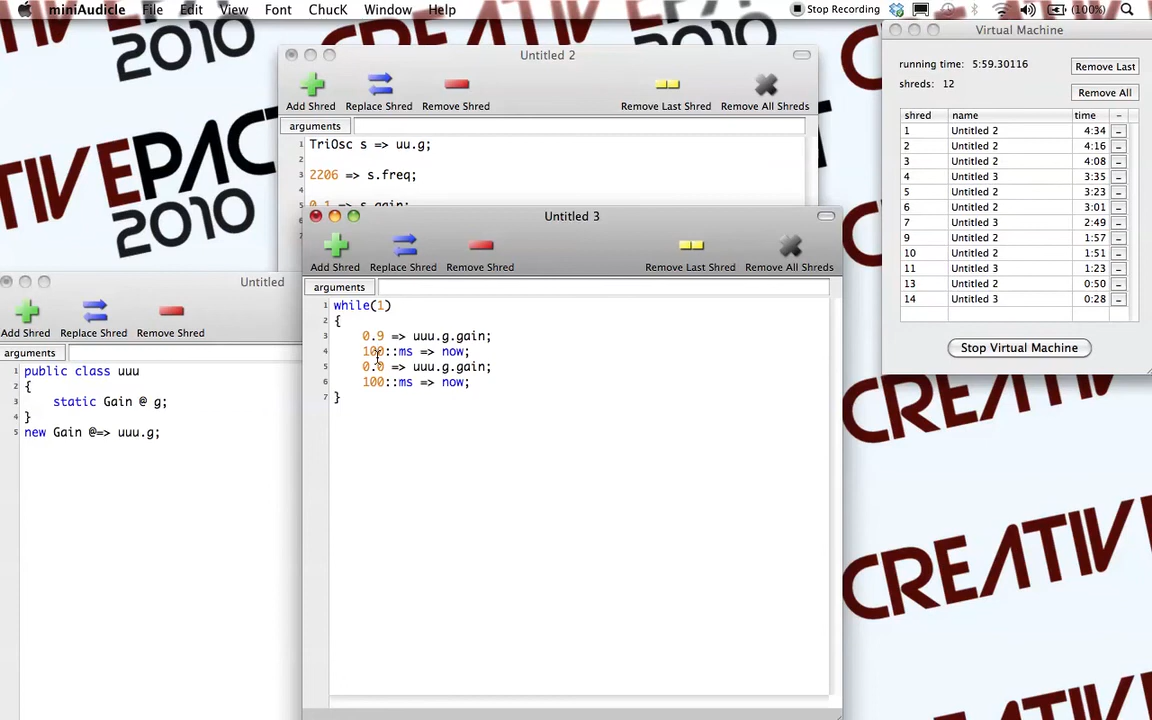 miniAudicle File Edit View Font ChucK Window Help Stop Recording (100%)
CREATIVEPACT
2010
CREATIVE
Untitled 2
Add Shred Replace Shred Remove Shred Remove Last Shred Remove All Shreds
arguments
1 TriOsc s => uu.g;
2
3 2206 => s.freq;
4
5 0.1 => s.gain;
Untitled 3
Add Shred Replace Shred Remove Shred Remove Last Shred Remove All Shreds
arguments
1 while(1)
2 {
3 0.9 => uuu.g.gain;
4 100::ms => now;
5 0.0 => uuu.g.gain;
6 100::ms => now;
7 }
Untitled
Add Shred Replace Shred Remove Shred
arguments
1 public class uuu
2 {
3 static Gain @ g;
4 }
5 new Gain @=> uuu.g;
Virtual Machine
running time: 5:59.30116 Remove Last
shreds: 12 Remove All
shred name time -
1 Untitled 2 4:34 -
2 Untitled 2 4:16 -
3 Untitled 2 4:08 -
4 Untitled 3 3:35 -
5 Untitled 2 3:23 -
6 Untitled 2 3:01 -
7 Untitled 3 2:49 -
9 Untitled 2 1:57 -
10 Untitled 2 1:51 -
11 Untitled 3 1:23 -
13 Untitled 2 0:50 -
14 Untitled 3 0:28 -
Stop Virtual Machine
CREATIVE
CREATIVE